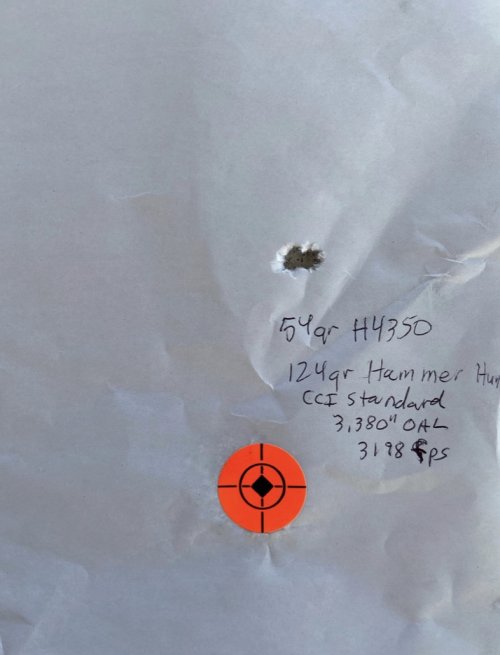 54gr H4350
124gr Hammer Hun
CCI standard
3,380" OAL
3198 fps